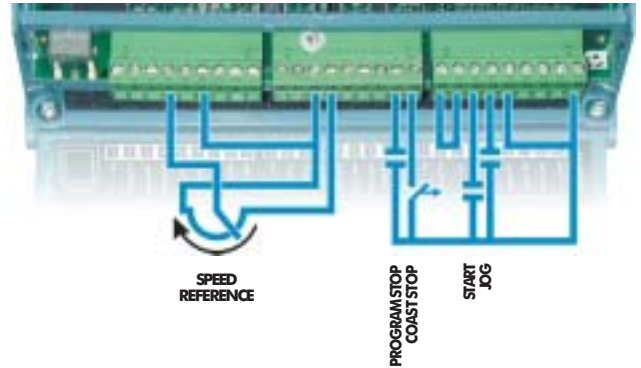 SPEED
REFERENCE
PROGRAM STOP
COAST STOP
START
JOG